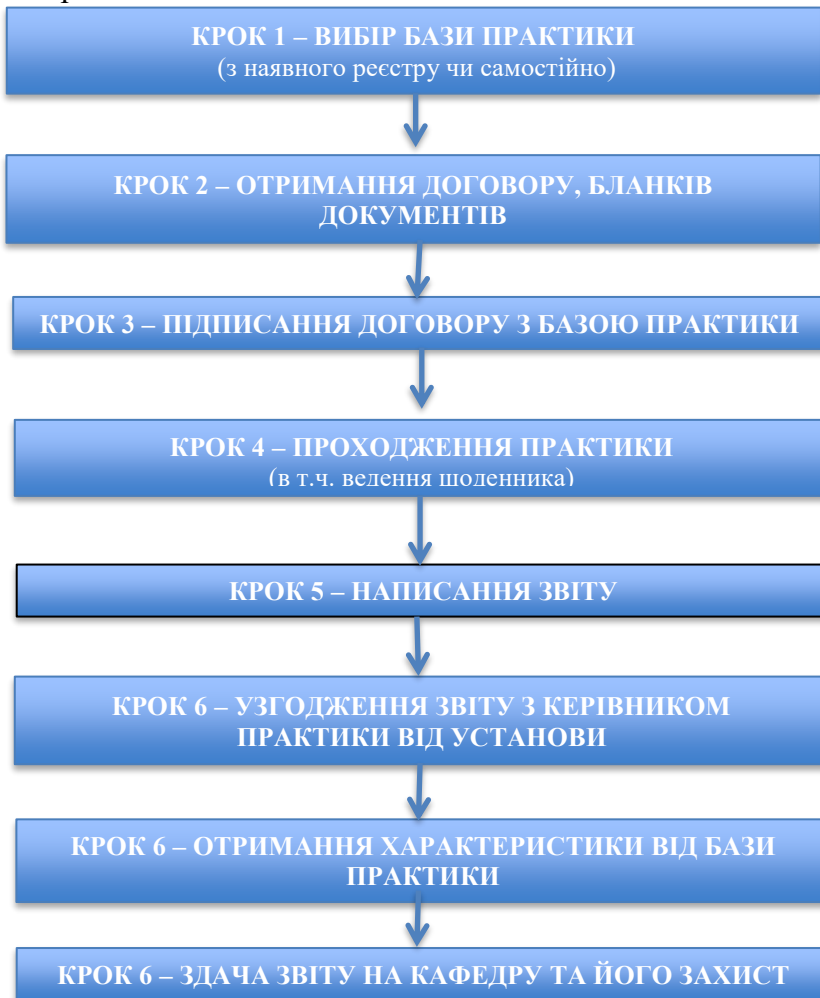 КРОК 1 – ВИБІР БАЗИ ПРАКТИКИ
(з наявного реєстру чи самостійно)
КРОК 2 – ОТРИМАННЯ ДОГОВОРУ, БЛАНКІВ
ДОКУМЕНТІВ
КРОК 3 – ПІДПИСАННЯ ДОГОВОРУ З БАЗОЮ ПРАКТИКИ
КРОК 4 – ПРОХОДЖЕННЯ ПРАКТИКИ
(в т.ч. ведення щоденника)
КРОК 5 – НАПИСАННЯ ЗВІТУ
КРОК 6 – УЗГОДЖЕННЯ ЗВІТУ З КЕРІВНИКОМ
ПРАКТИКИ ВІД УСТАНОВИ
КРОК 6 – ОТРИМАННЯ ХАРАКТЕРИСТИКИ ВІД БАЗИ
ПРАКТИКИ
КРОК 6 – ЗДАЧА ЗВІТУ НА КАФЕДРУ ТА ЙОГО ЗАХИСТ